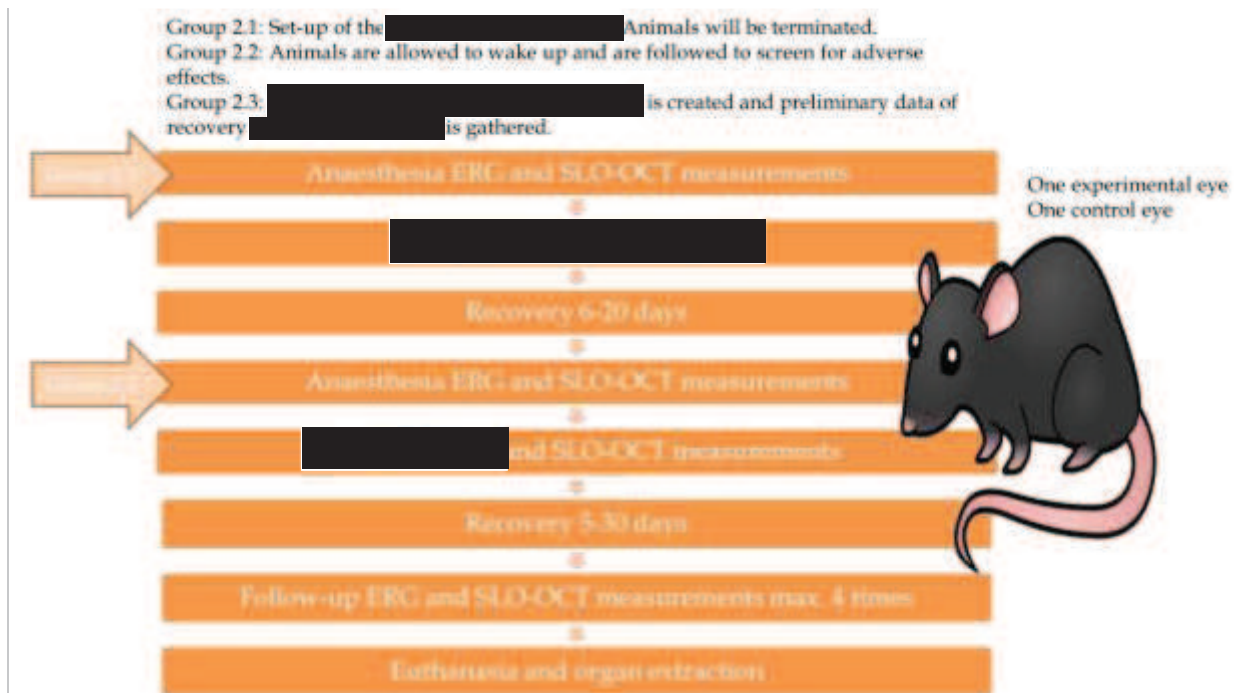 Group 2.1: Set-up of the Animals will be terminated.
Group 2.2: Animals are allowed to wake up and are followed to screen for adverse
effects.
Group 2.3: is created and preliminary data of
recovery is gathered.
Anaesthesia ERG and SLO-OCT measurements
One experimental eye
One control eye
Recovery 6-20 days
Anaesthesia ERG and SLO-OCT measurements
and SLO-OCT measurements
Recovery 5-30 days
Follow-up ERG and SLO-OCT measurements max. 4 times
Euthanasia and organ extraction